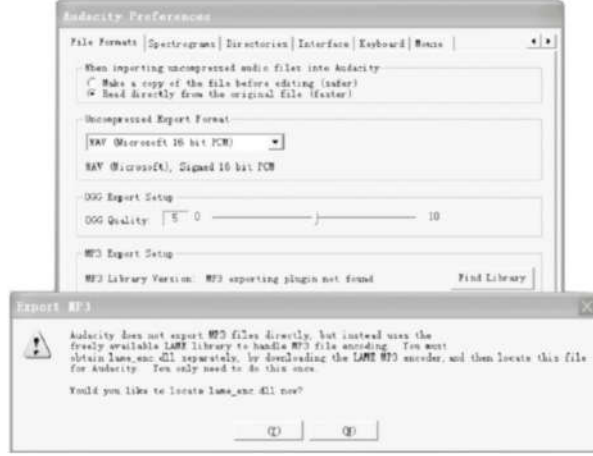 Audacity Preferences
File Formats Spectrograms Directories Interface Keyboard Mouse
When importing uncompressed audio files into Audacity
Make a copy of the file before editing (safer)
Read directly from the original file (faster)
Uncompressed Export Format
WAV (Microsoft 16 bit PCM)
WAV (Microsoft), Signed 16 bit PCM
OGG Export Setup
OGG Quality: 5 0 10
MP3 Export Setup
MP3 Library Version: MP3 exporting plugin not found Find Library
Export MP3
Audacity does not export MP3 files directly, but instead uses the
freely available LAME library to handle MP3 file encoding. You must
obtain lame_enc.dll separately, by downloading the LAME MP3 encoder, and then locate this file
for Audacity. You only need to do this once.
Would you like to locate lame_enc.dll now?